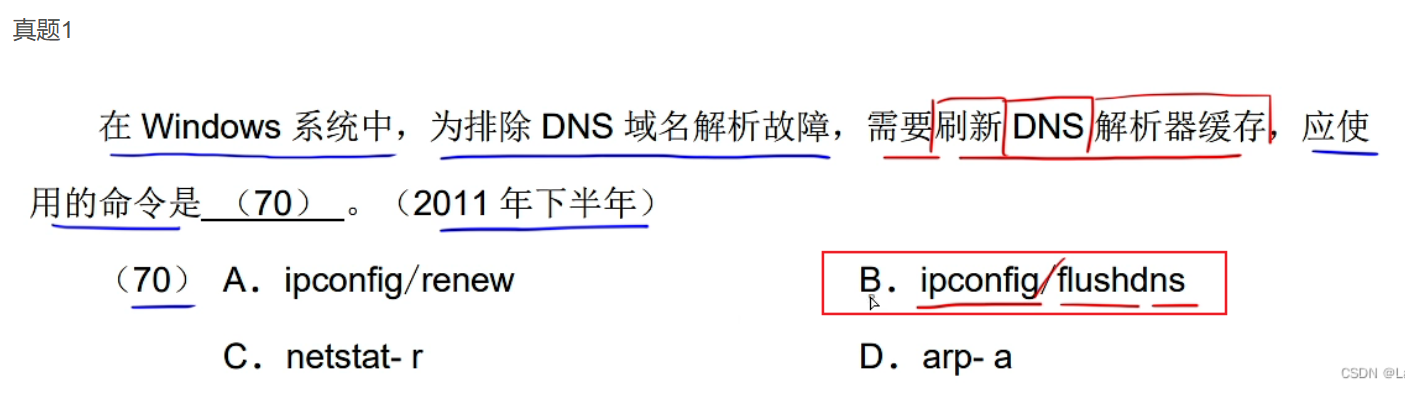 真题1
在 Windows 系统中，为排除 DNS 域名解析故障，需要刷新 DNS 解析器缓存，应使
用的命令是 （70） 。（2011 年下半年）
（70） A．ipconfig/renew B．ipconfig/flushdns
C．netstat- r D．arp- a
CSDN @La